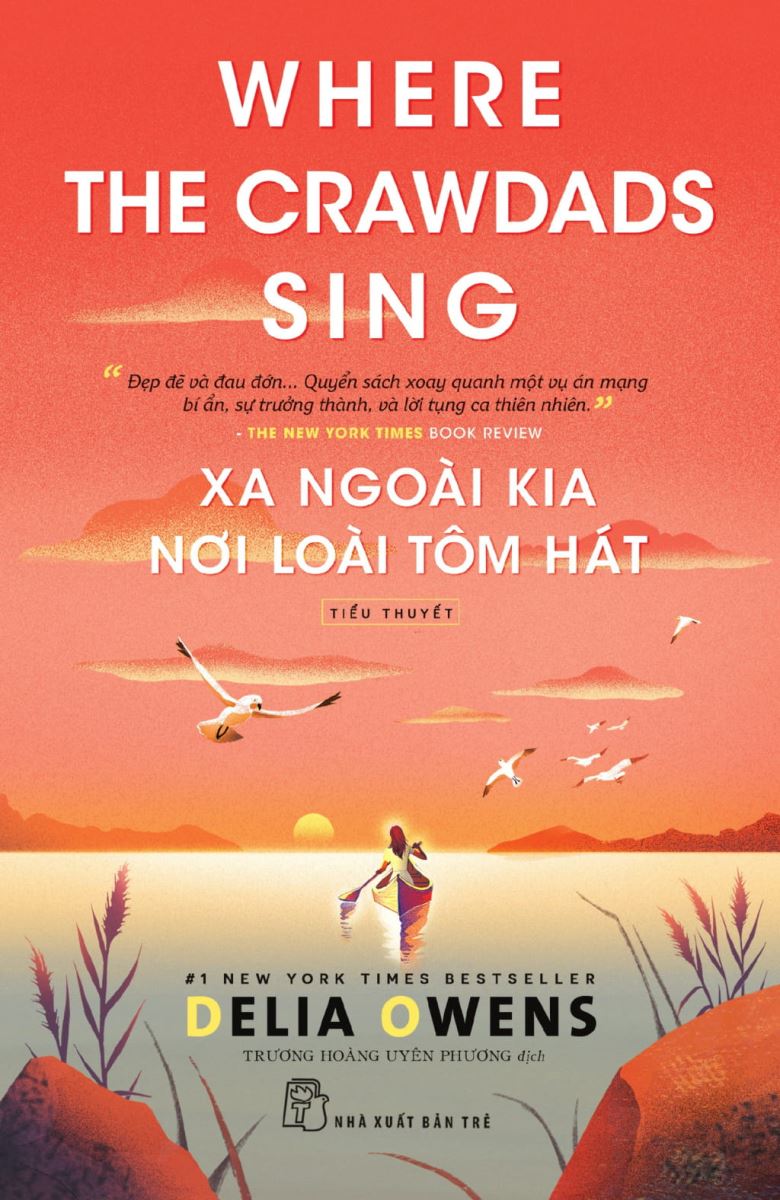 WHERE
THE CRAWDADS
SING
“ Đẹp đẽ và đau đớn... Quyển sách xoay quanh một vụ án mạng
bí ẩn, sự trưởng thành, và lời tụng ca thiên nhiên.”
- THE NEW YORK TIMES BOOK REVIEW
XA NGOÀI KIA
NƠI LOÀI TÔM HÁT
TIỂU THUYẾT
#1 NEW YORK TIMES BESTSELLER
DELIA OWENS
TRƯƠNG HOÀNG UYÊN PHƯƠNG dịch
T
NHÀ XUẤT BẢN TRẺ